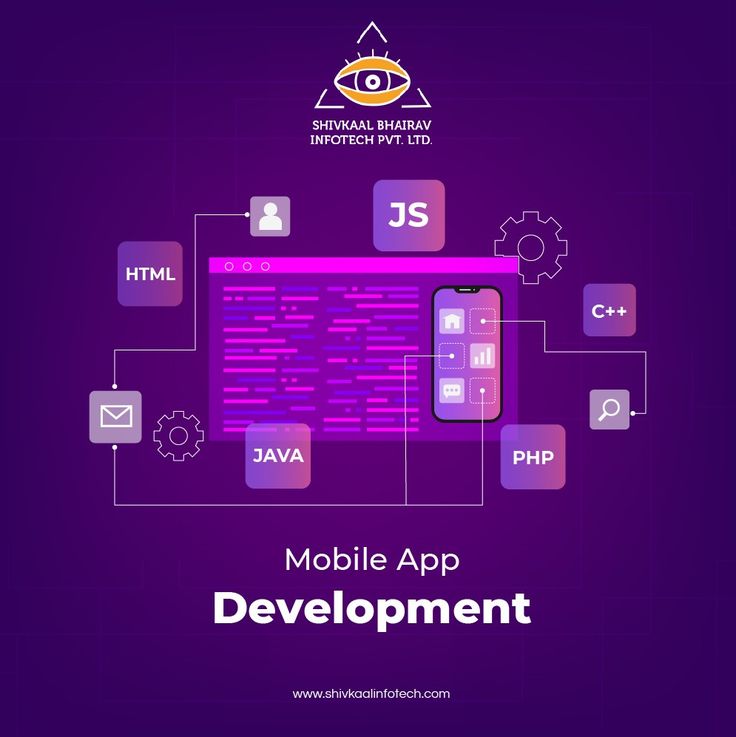 SHIVKAAL BHAIRAV
INFOTECH PVT. LTD.
JS
HTML
C++
JAVA
PHP
Mobile App
Development
www.shivkaalinfotech.com